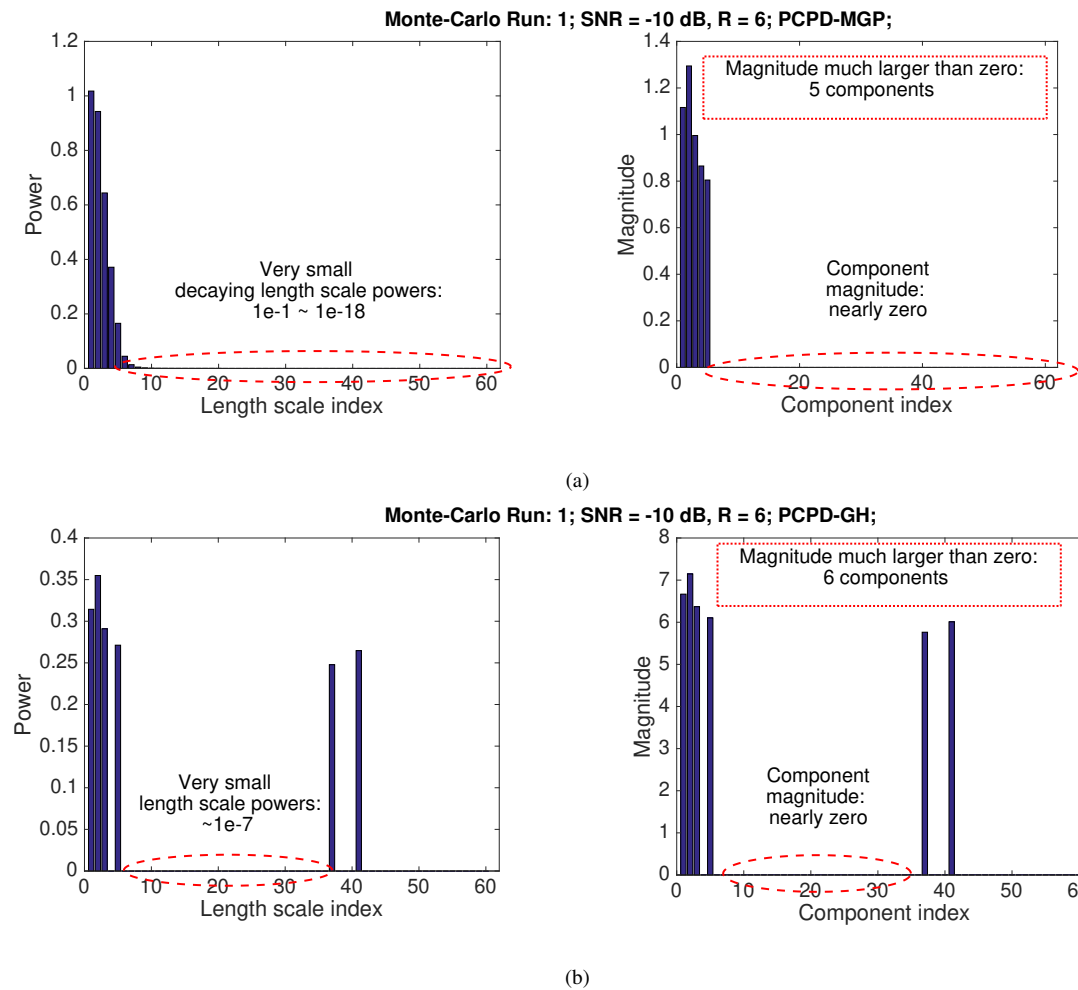 Monte-Carlo Run: 1; SNR = -10 dB, R = 6; PCPD-MGP;
1.2
1
0.8
0.6
0.4
0.2
0
Power
Very small
decaying length scale powers:
1e-1 ~ 1e-18
0 10 20 30 40 50 60
Length scale index
1.4
1.2
1
0.8
0.6
0.4
0.2
0
Magnitude
Magnitude much larger than zero:
5 components
Component
magnitude:
nearly zero
0 20 40 60
Component index
(a)
Monte-Carlo Run: 1; SNR = -10 dB, R = 6; PCPD-GH;
0.4
0.35
0.3
0.25
0.2
0.15
0.1
0.05
0
Power
Very small
length scale powers:
~1e-7
0 10 20 30 40 50 60
Length scale index
8
7
6
5
4
3
2
1
0
Magnitude
Magnitude much larger than zero:
6 components
Component
magnitude:
nearly zero
0 10 20 30 40 50
Component index
(b)